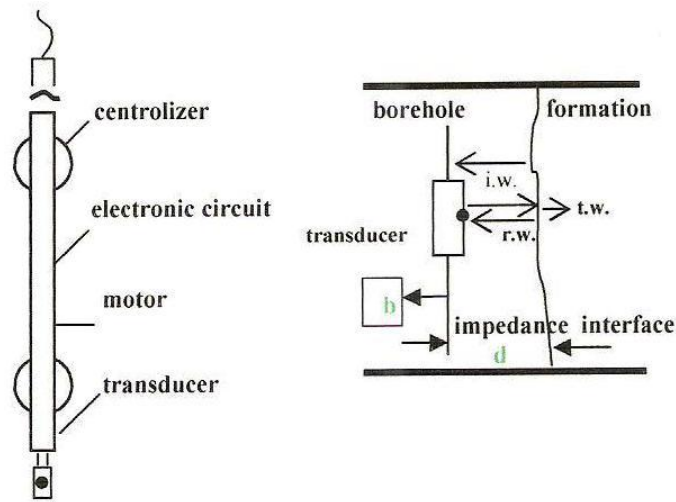 centrolizer
electronic circuit
motor
transducer
borehole formation
i.w.
t.w.
r.w.
transducer
b
impedance interface
d